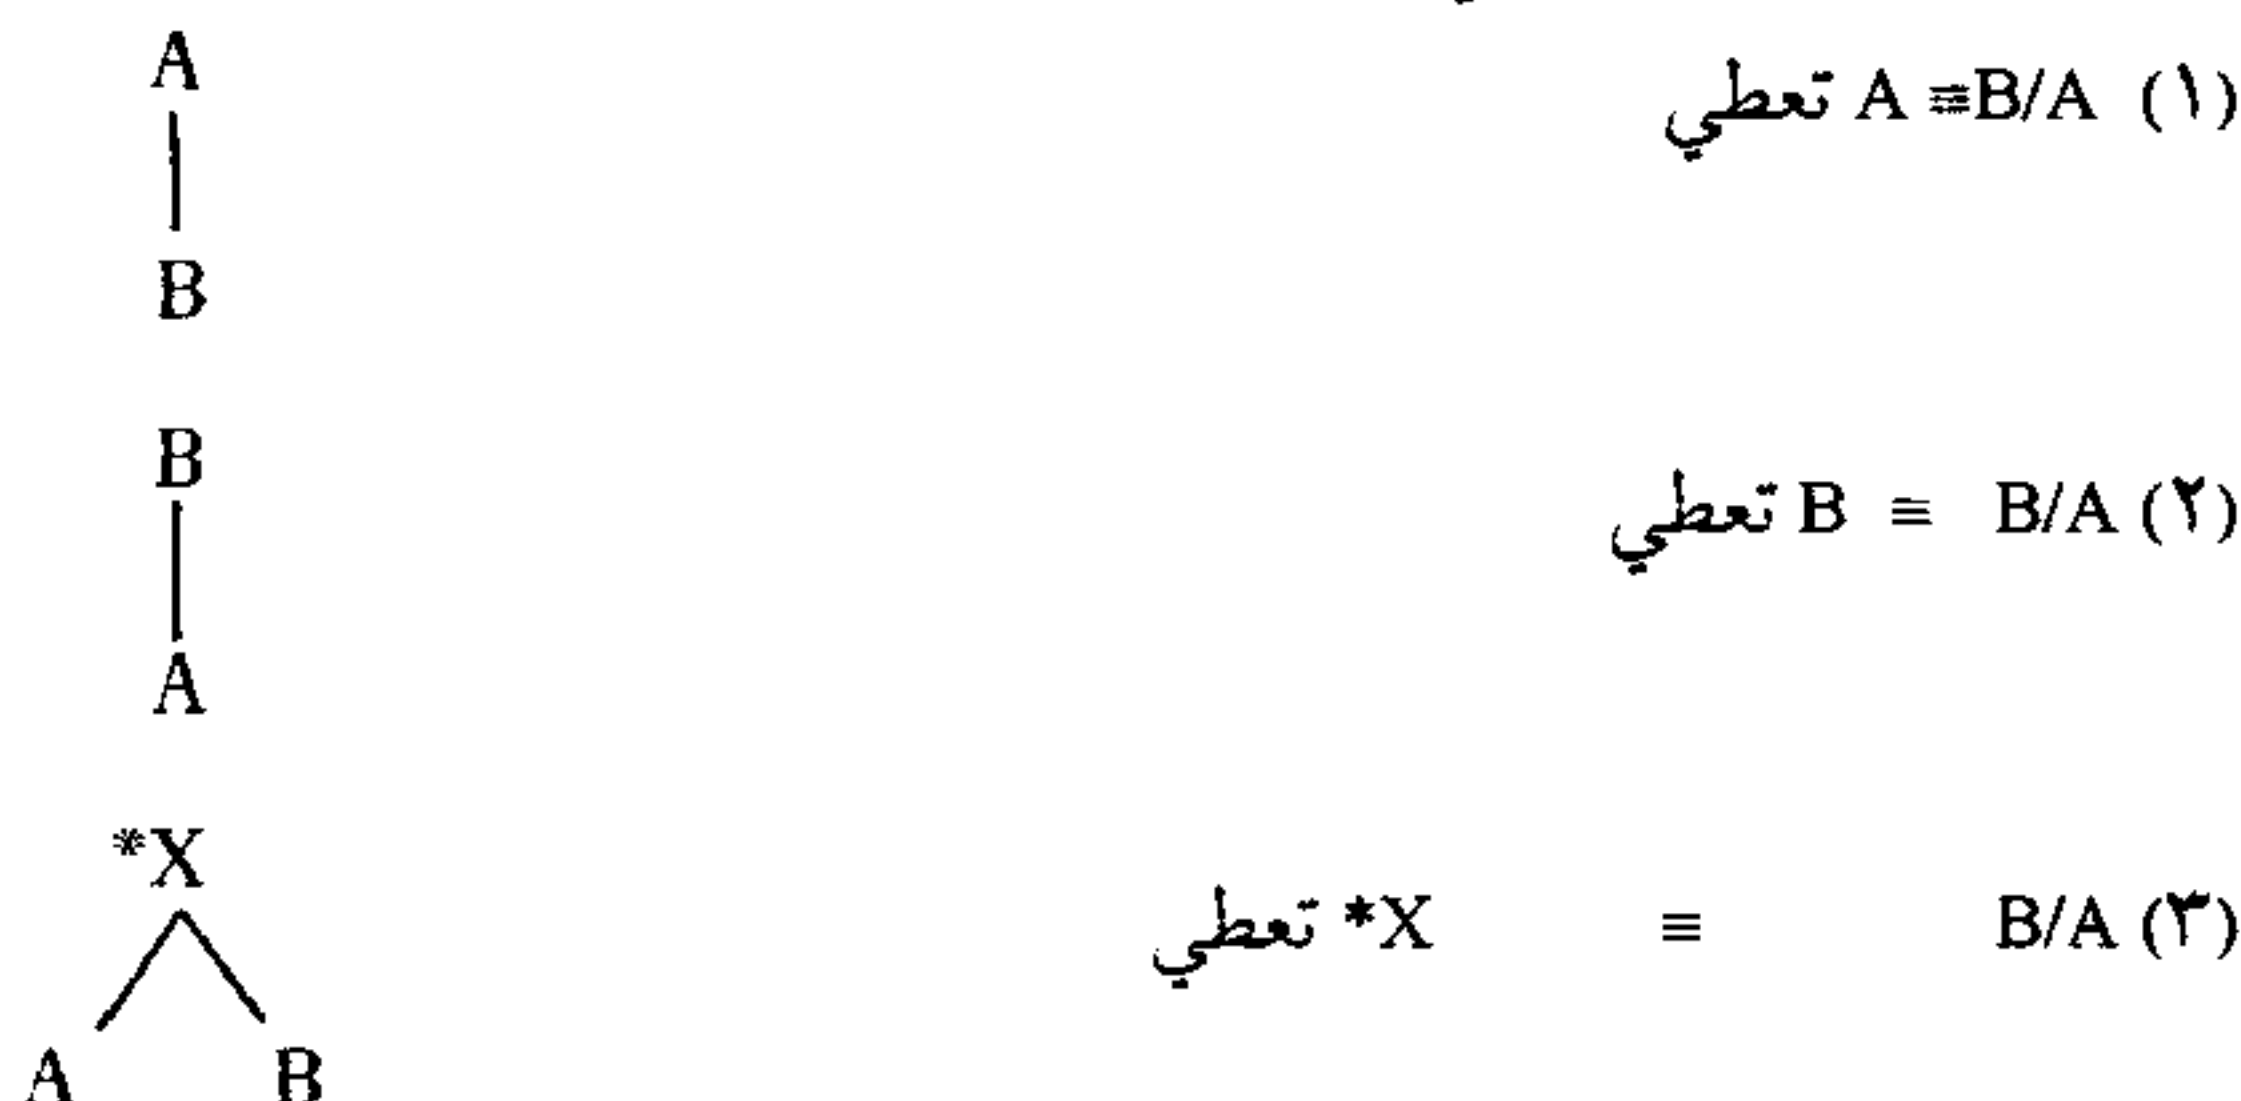 (١) A ≡B/A تعطي
A
B
(٢) B ≡ B/A تعطي
B
A
(٣) *X ≡ B/A تعطي
*X
A B